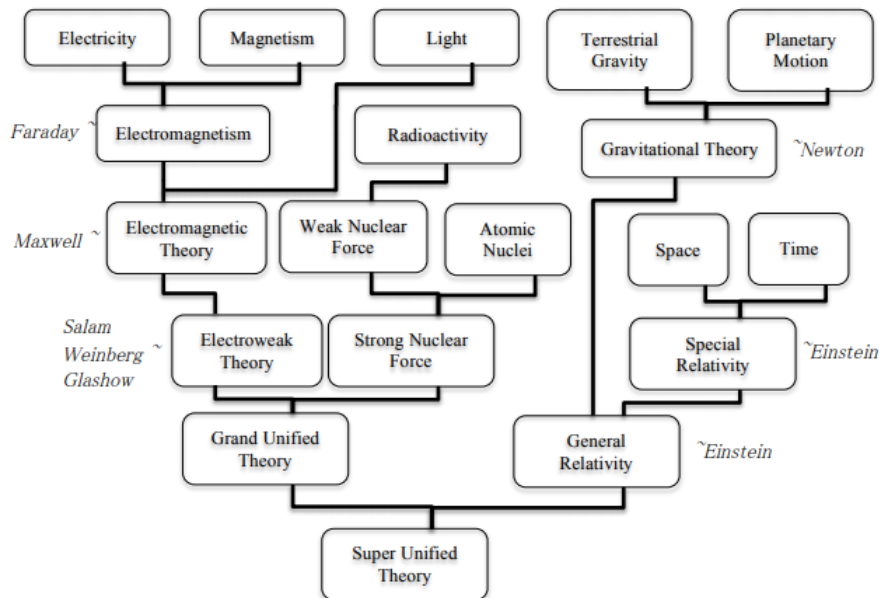 Electricity
Magnetism
Light
Terrestrial
Gravity
Planetary
Motion
Faraday ~
Electromagnetism
Radioactivity
Gravitational Theory
~Newton
Maxwell ~
Electromagnetic
Theory
Weak Nuclear
Force
Atomic
Nuclei
Space
Time
Salam
Weinberg ~
Glashow
Electroweak
Theory
Strong Nuclear
Force
Special
Relativity
~Einstein
Grand Unified
Theory
General
Relativity
~Einstein
Super Unified
Theory